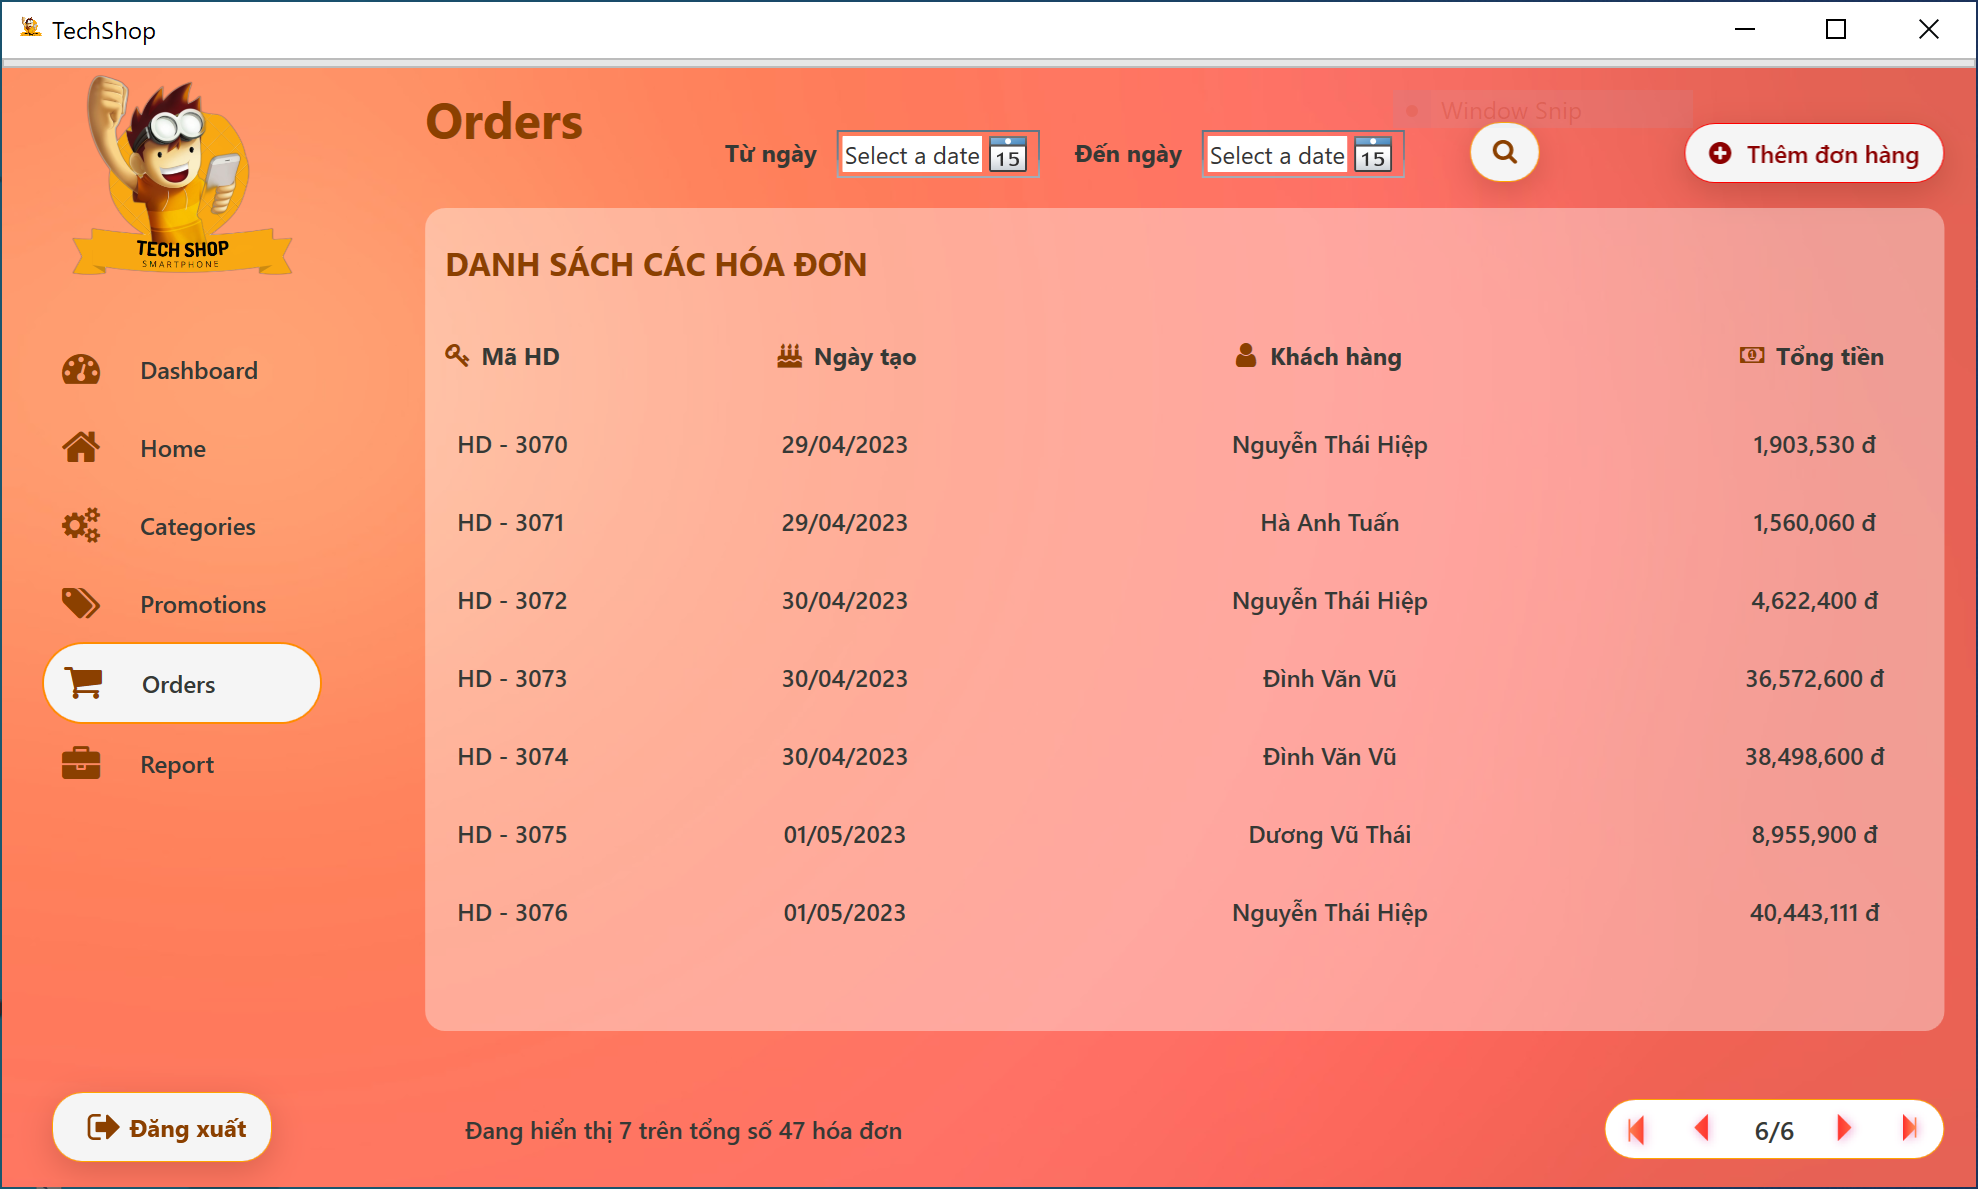 TechShop
TECH SHOP
SMARTPHONE
Orders
Window Snip
Từ ngày Select a date 15 Đến ngày Select a date 15 Thêm đơn hàng
DANH SÁCH CÁC HÓA ĐƠN
Mã HD Ngày tạo Khách hàng Tổng tiền
HD - 3070 29/04/2023 Nguyễn Thái Hiệp 1,903,530 đ
HD - 3071 29/04/2023 Hà Anh Tuấn 1,560,060 đ
HD - 3072 30/04/2023 Nguyễn Thái Hiệp 4,622,400 đ
HD - 3073 30/04/2023 Đình Văn Vũ 36,572,600 đ
HD - 3074 30/04/2023 Đình Văn Vũ 38,498,600 đ
HD - 3075 01/05/2023 Dương Vũ Thái 8,955,900 đ
HD - 3076 01/05/2023 Nguyễn Thái Hiệp 40,443,111 đ
Dashboard
Home
Categories
Promotions
Orders
Report
Đăng xuất
Đang hiển thị 7 trên tổng số 47 hóa đơn
6/6